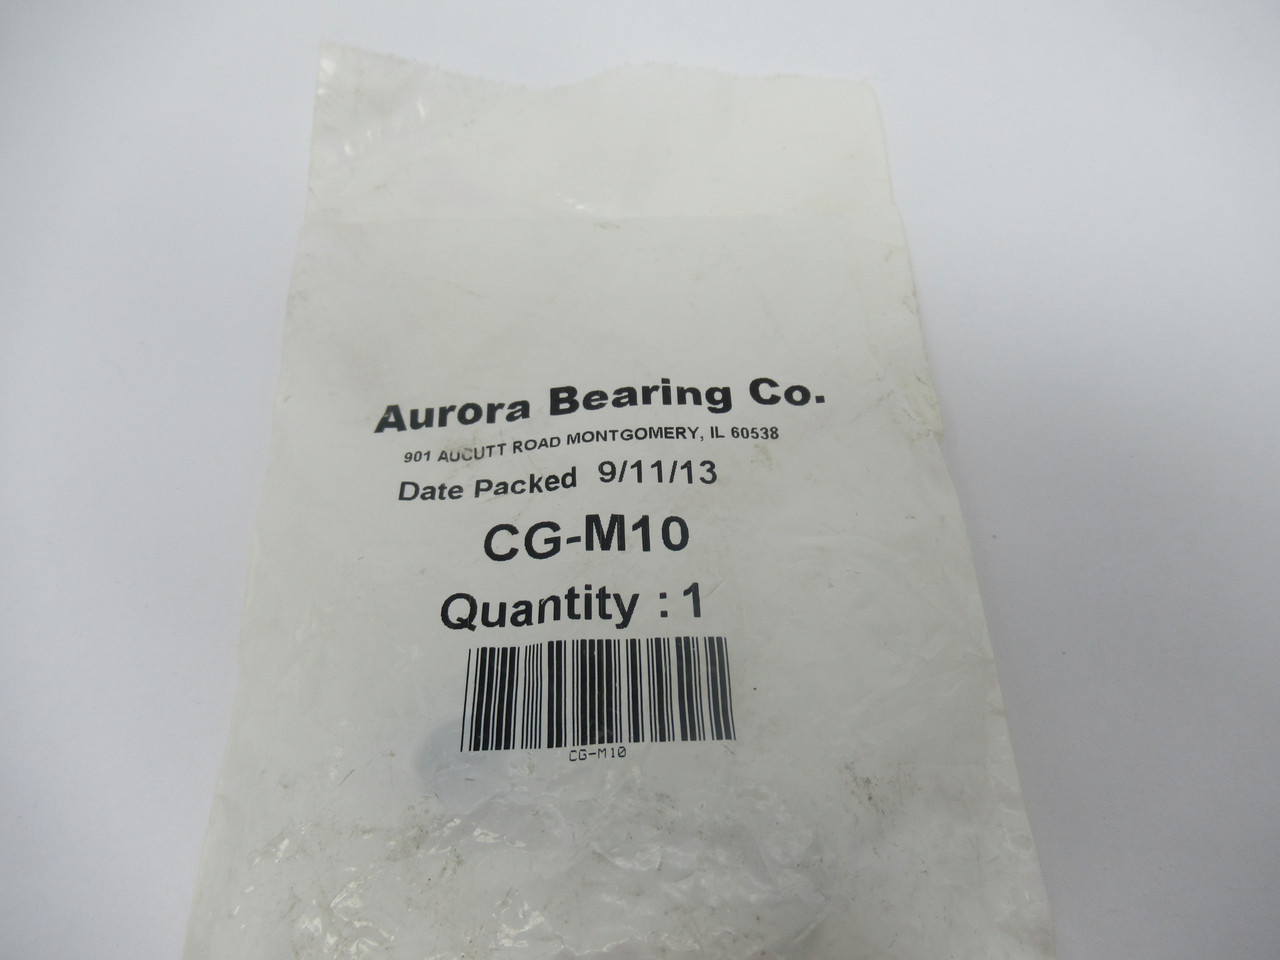 Aurora Bearing Co.
901 AUCUTT ROAD MONTGOMERY, IL 60538
Date Packed 9/11/13
CG-M10
Quantity : 1
CG-M10